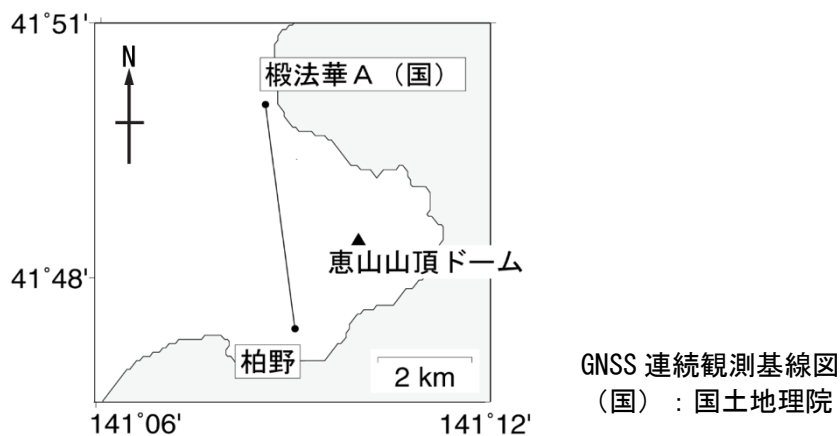 41°51'
N
椴法華A（国）
恵山山頂ドーム
41°48'
柏野
2 km
141°06'
141°12'
GNSS 連続観測基線図
（国）：国土地理院